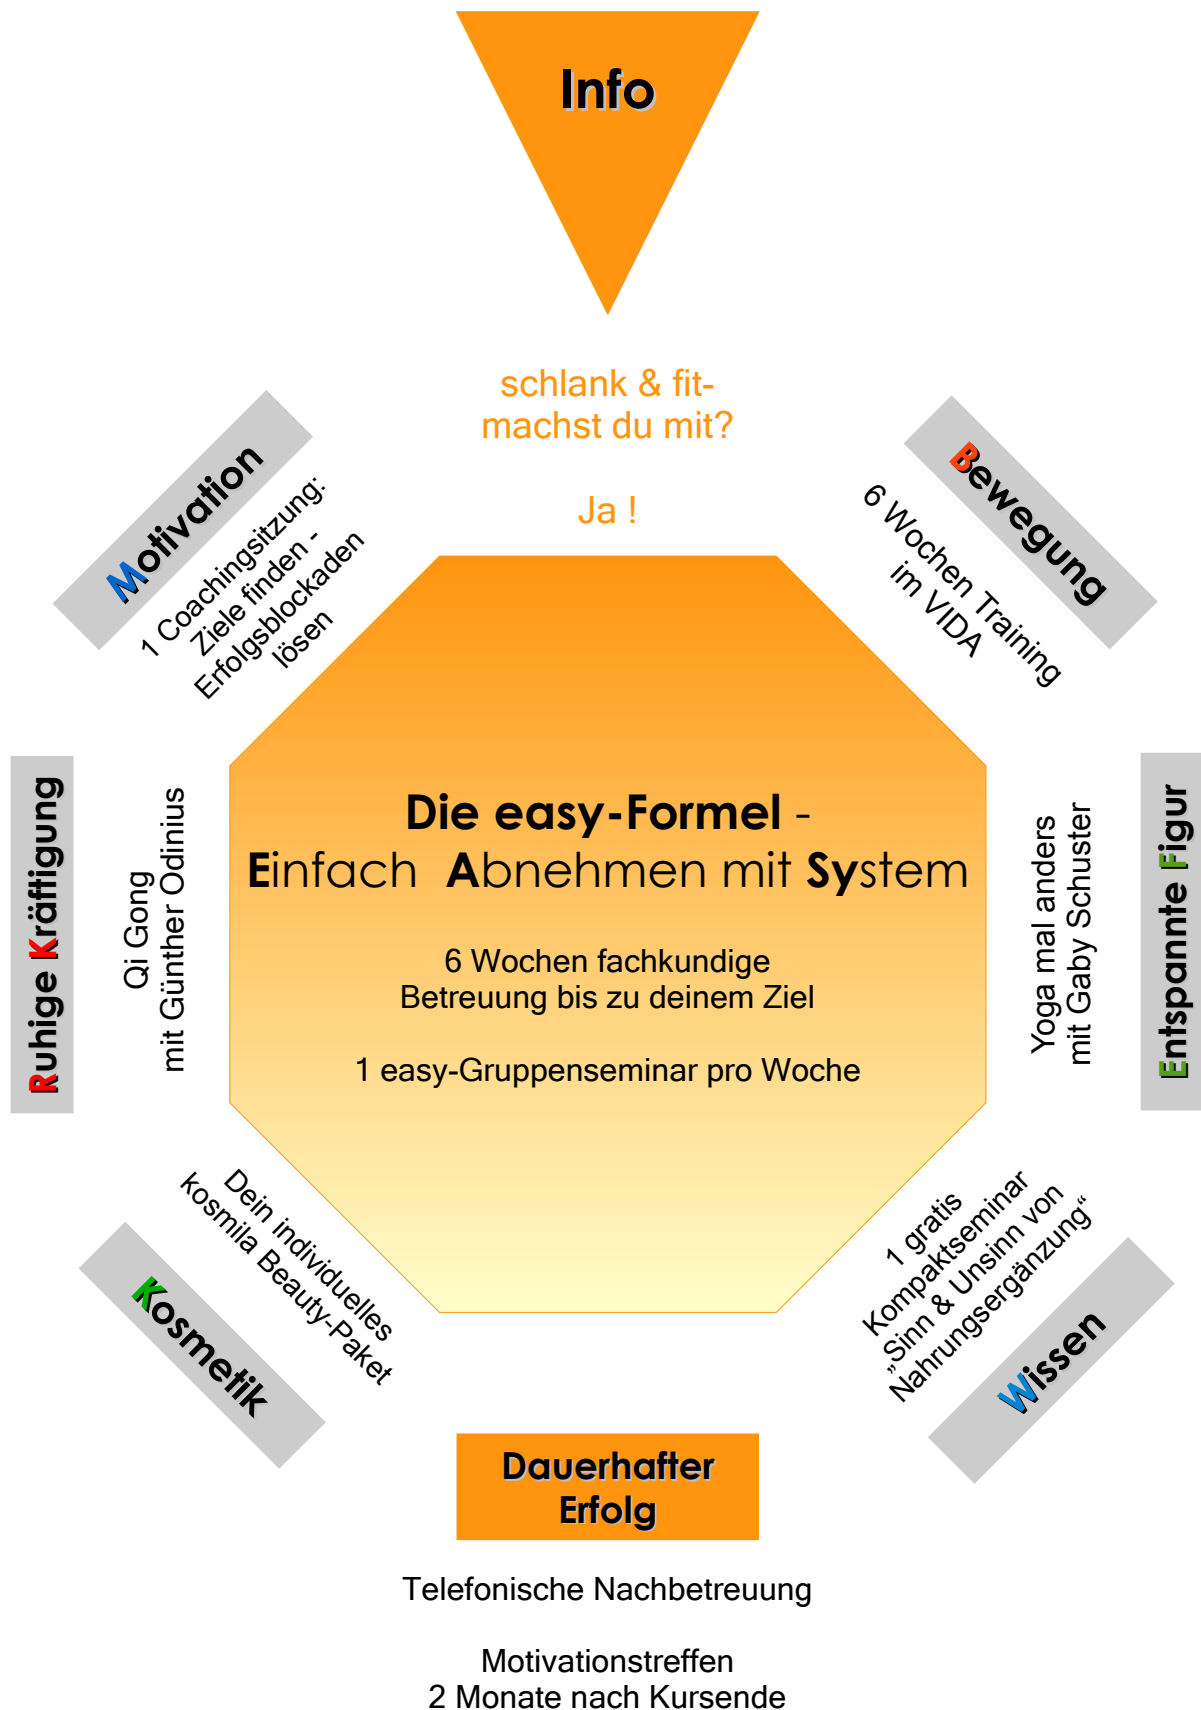 Info
schlank & fit-
machst du mit?
Ja !
Motivation
1 Coachingsitzung:
Ziele finden -
Erfolgsblockaden
lösen
Bewegung
6 Wochen Training
im VIDA
Ruhige Kräftigung
Qi Gong
mit Günther Odinius
Die easy-Formel -
Einfach Abnehmen mit System
6 Wochen fachkundige
Betreuung bis zu deinem Ziel
1 easy-Gruppenseminar pro Woche
Yoga mal anders
mit Gaby Schuster
Entspannte Figur
Dein individuelles
kosmila Beauty-Paket
Kosmetik
1 gratis
Kompaktseminar
„Sinn & Unsinn von
Nahrungsergänzung“
Wissen
Dauerhafter
Erfolg
Telefonische Nachbetreuung
Motivationstreffen
2 Monate nach Kursende